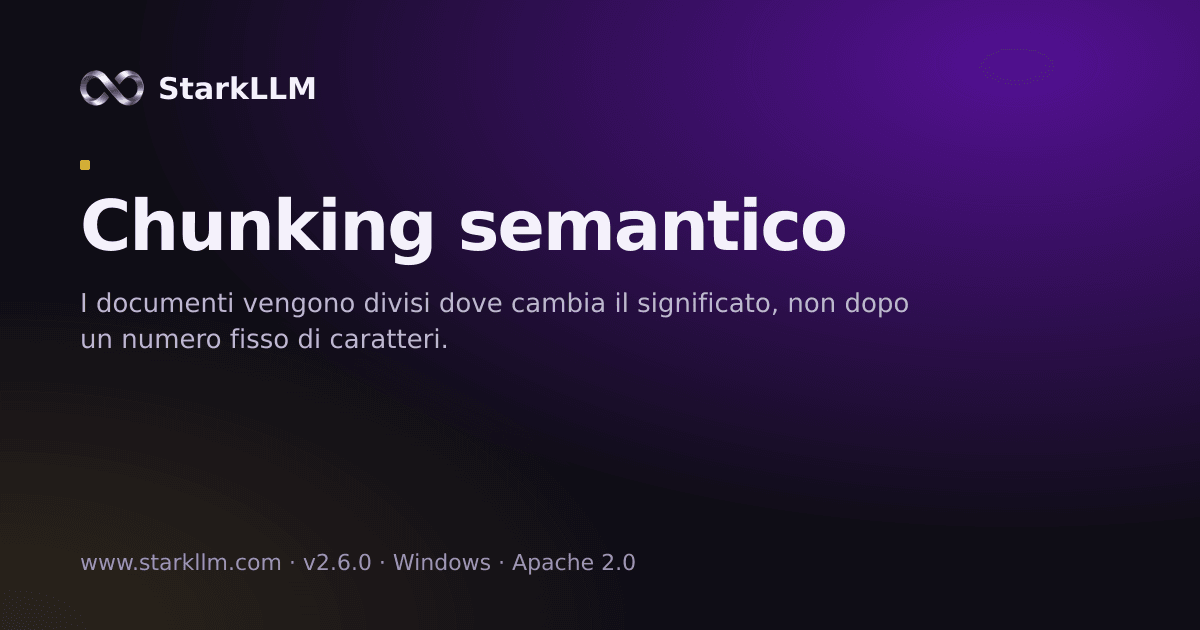 StarkLLM
Chunking semantico
I documenti vengono divisi dove cambia il significato, non dopo
un numero fisso di caratteri.
www.starkllm.com · v2.6.0 · Windows · Apache 2.0